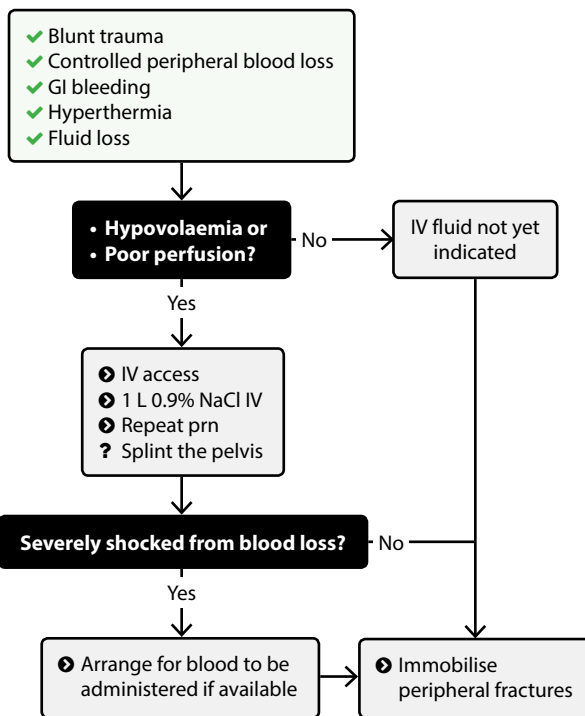 Blunt trauma
Controlled peripheral blood loss
GI bleeding
Hyperthermia
Fluid loss
• Hypovolaemia or
• Poor perfusion?
No
IV fluid not yet
indicated
Yes
IV access
1 L 0.9% NaCl IV
Repeat prn
? Splint the pelvis
Severely shocked from blood loss?
No
Yes
Arrange for blood to be
administered if available
Immobilise
peripheral fractures